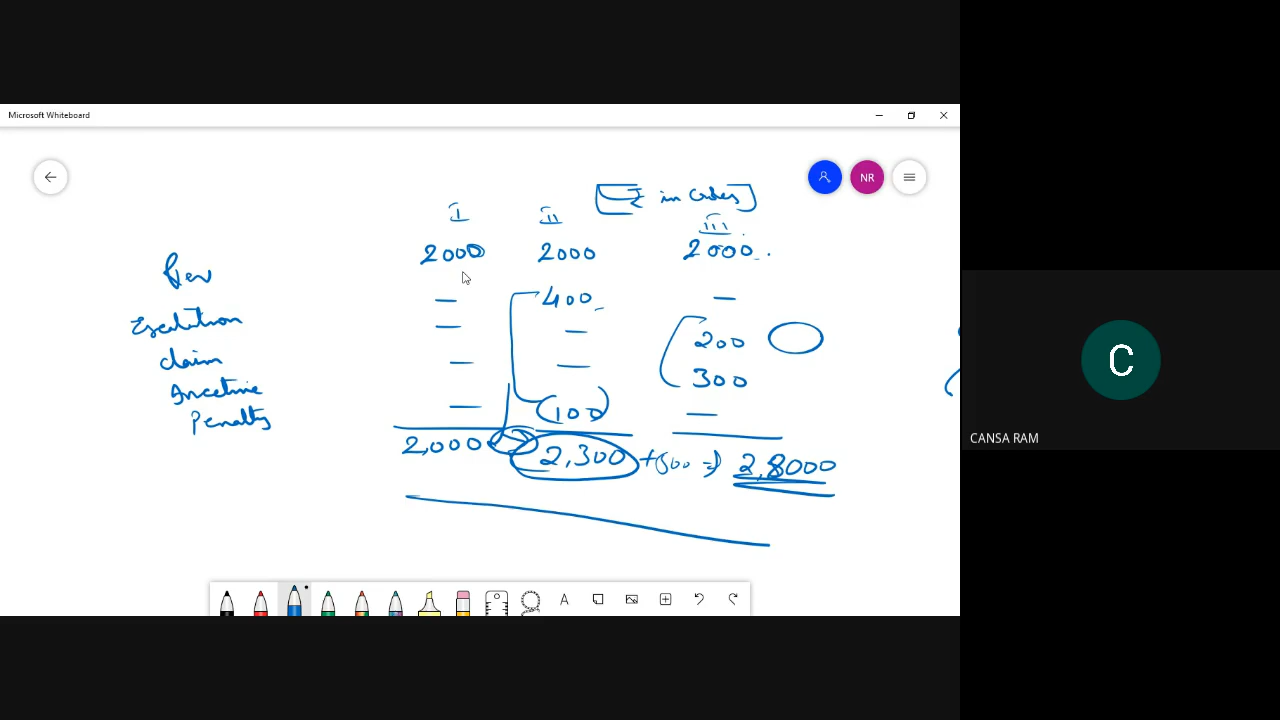 Microsoft Whiteboard
NR
in Crores
I II III
Rev 2000 2000 2000
— 400 —
Escalation — — 200
claim — — 300
Incentive
Penalty — (100) —
2,000 2,300 +500 ⇒ 2,8000
A
C
CANSA RAM